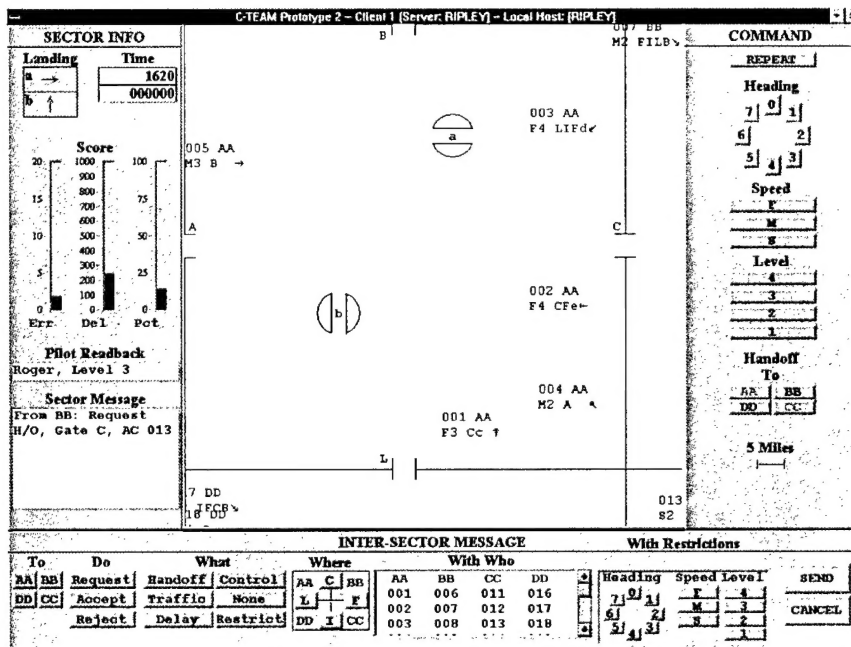 C-TEAM Prototype 2 – Client 1 [Server: RIPLEY] – Local Host: [RIPLEY]
SECTOR INFO
Landing Time
a → 1620
b ↑ 000000
Score
20 1000 100
900
800
15 700 75
600
10 500 50
400
5 300 25
200
100
0 0 0
Err Del Pct
Pilot Readback
Roger, Level 3
Sector Message
From BB: Request
H/O, Gate C, AC 013
B
007 BB
M2 FILB↘
003 AA
F4 LIFd↙
a
005 AA
M3 B →
A
C
002 AA
F4 CFe←
b
004 AA
M2 A ↖
001 AA
F3 Cc ↑
L
7 DD
IFCB↘
18 DD
013
S2
COMMAND
REPEAT
Heading
0
7 1
6 2
5 3
4
Speed
F
M
S
Level
4
3
2
1
Handoff
To
AA BB
DD CC
5 Miles
INTER-SECTOR MESSAGE
To Do What Where With Who With Restrictions
AA BB Request Handoff Control AA C BB
DD CC Accept Traffic None L F
Reject Delay Restrict DD I CC
AA BB CC DD
001 006 011 016
002 007 012 017
003 008 013 018
Heading Speed Level
0
7 1
6 2
5 3
4
F
M
S
4
3
2
1
SEND
CANCEL